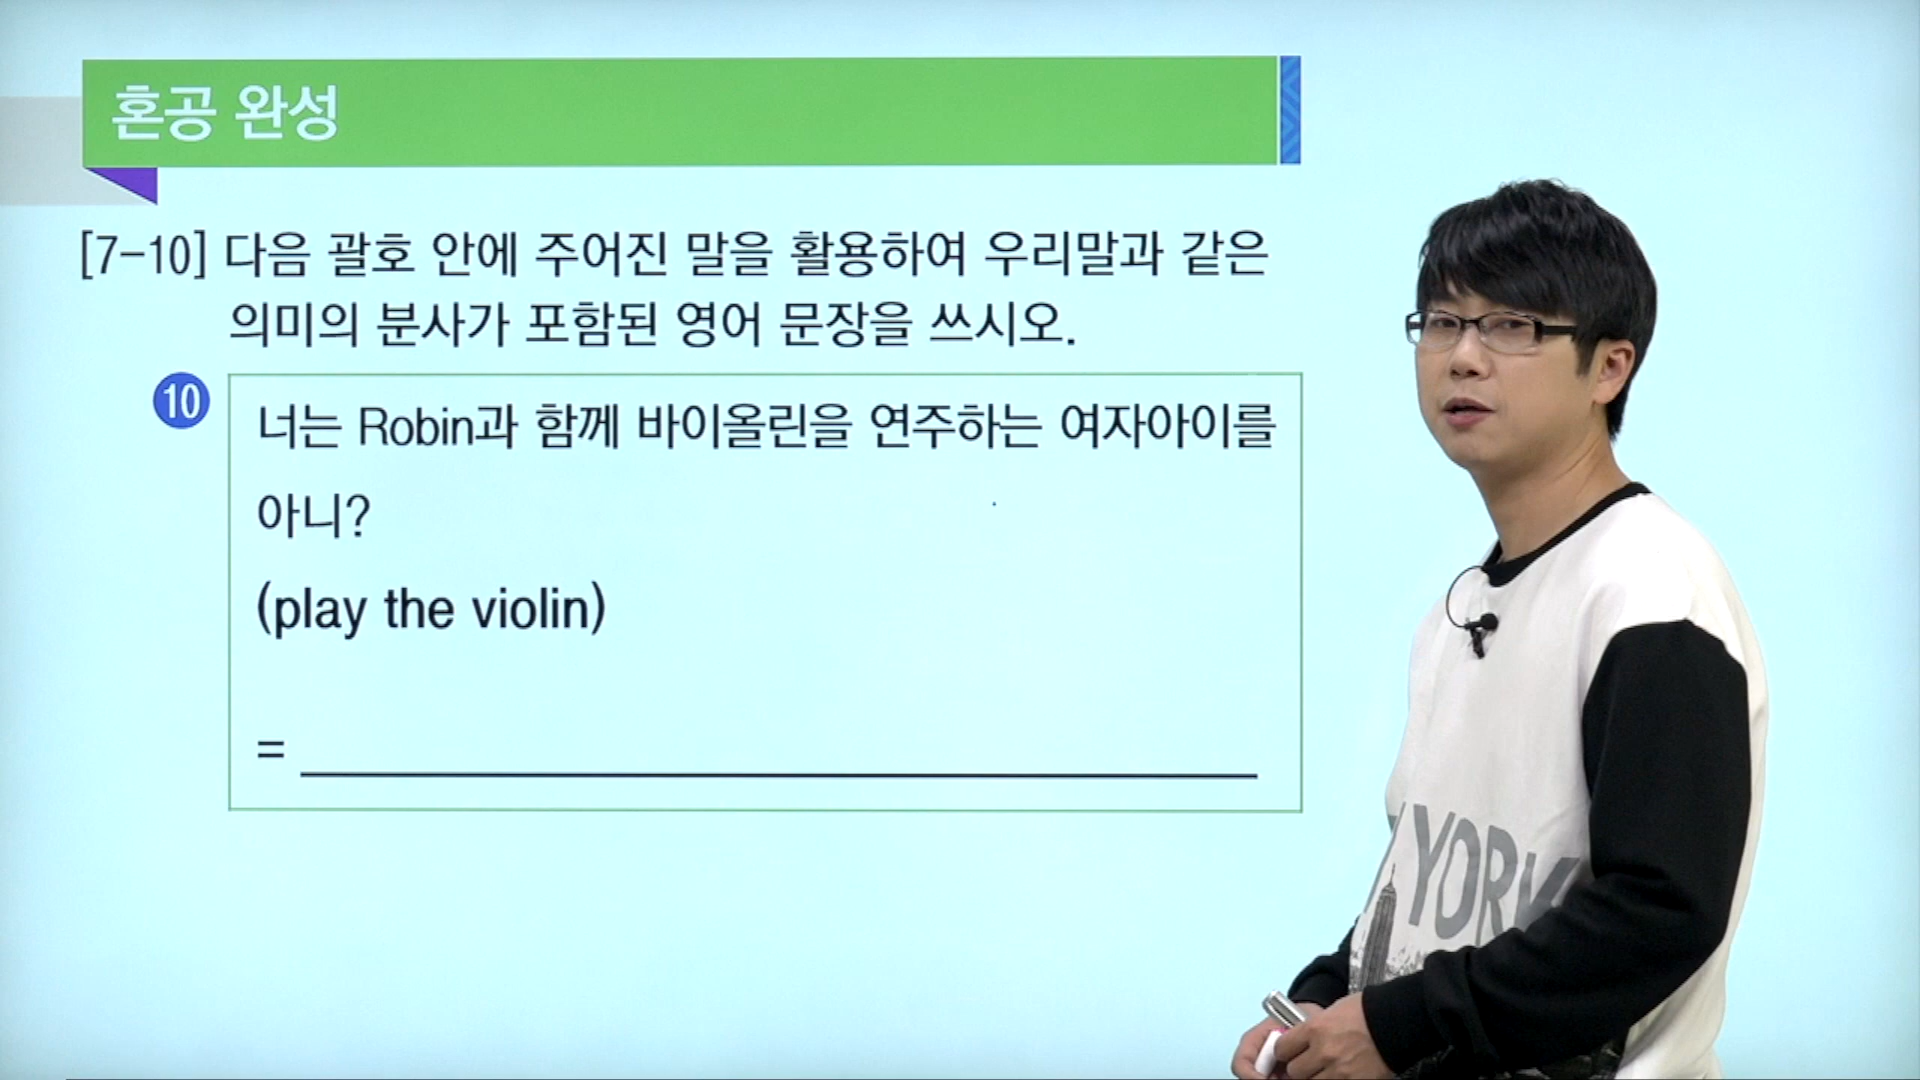 혼공 완성
[7-10] 다음 괄호 안에 주어진 말을 활용하여 우리말과 같은
의미의 분사가 포함된 영어 문장을 쓰시오.
10
너는 Robin과 함께 바이올린을 연주하는 여자아이를
아니?
(play the violin)
=
YORK